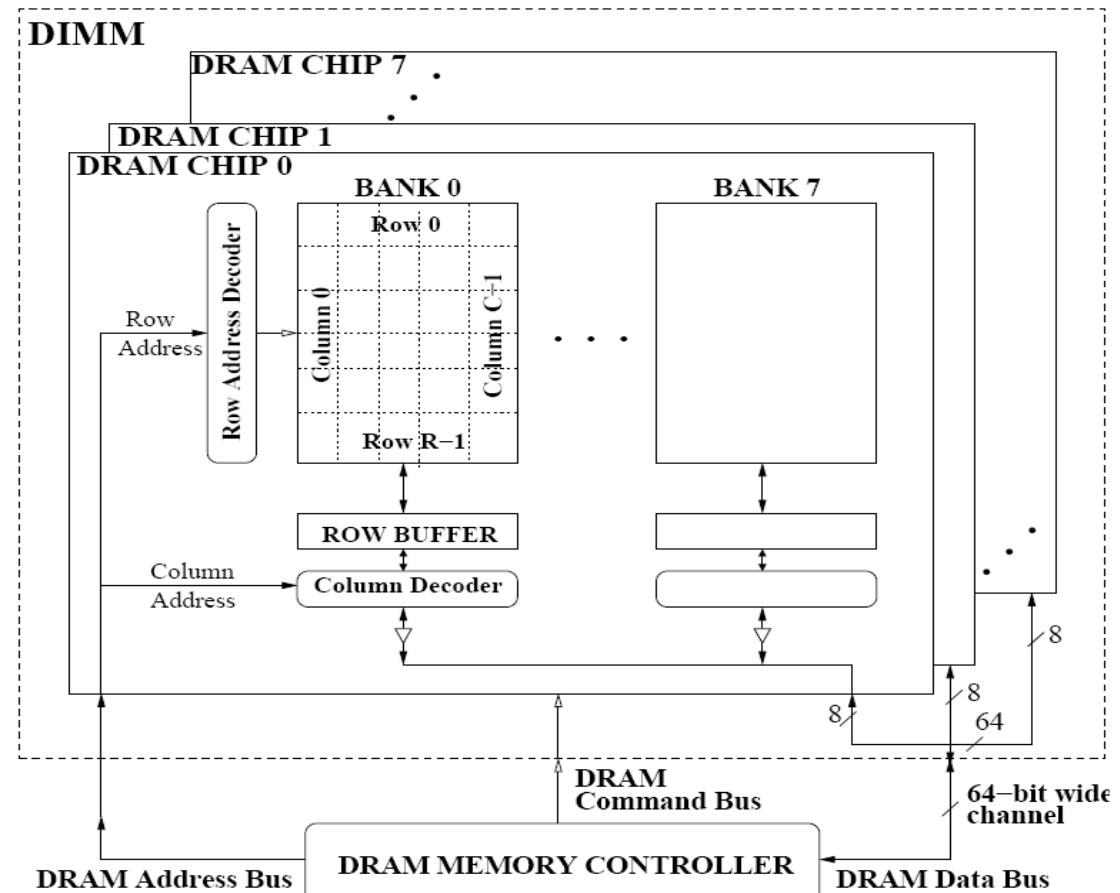 DIMM
DRAM CHIP 7
DRAM CHIP 1
DRAM CHIP 0
BANK 0
BANK 7
Row Address Decoder
Row 0
Column 0
Column C−1
Row
Address
Row R−1
ROW BUFFER
Column
Address
Column Decoder
8
8
8
64
DRAM
Command Bus
64−bit wide
channel
DRAM MEMORY CONTROLLER
DRAM Address Bus
DRAM Data Bus